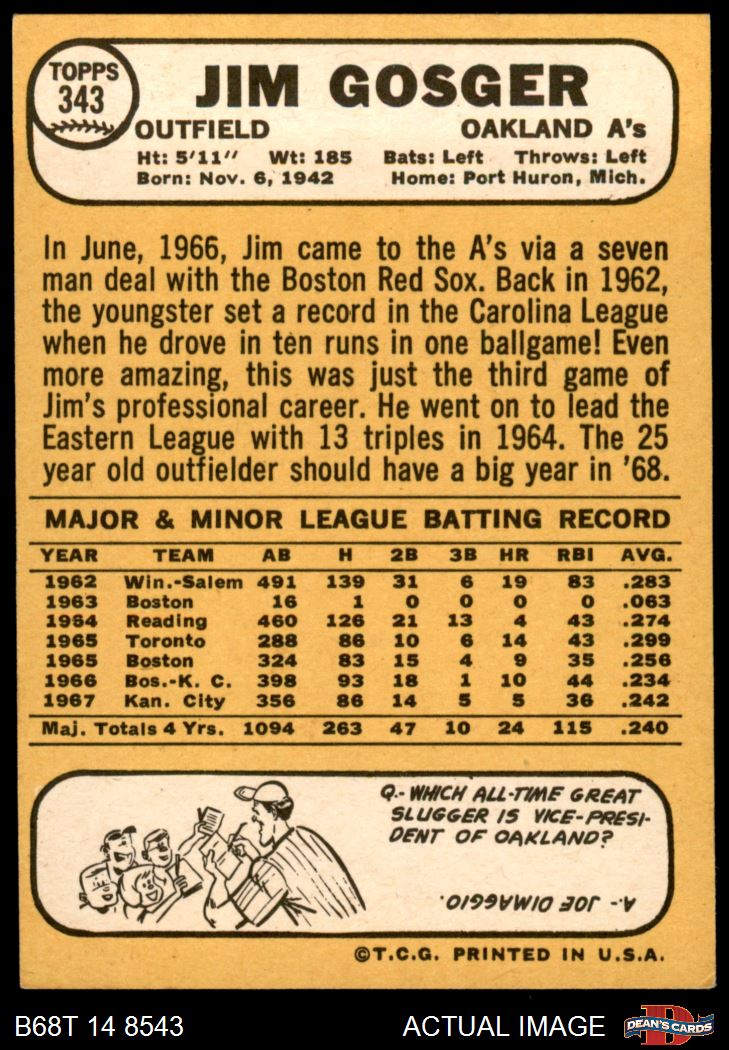 TOPPS
343
JIM GOSGER
OUTFIELD OAKLAND A's
Ht: 5'11" Wt: 185 Bats: Left Throws: Left
Born: Nov. 6, 1942 Home: Port Huron, Mich.
In June, 1966, Jim came to the A's via a seven
man deal with the Boston Red Sox. Back in 1962,
the youngster set a record in the Carolina League
when he drove in ten runs in one ballgame! Even
more amazing, this was just the third game of
Jim's professional career. He went on to lead the
Eastern League with 13 triples in 1964. The 25
year old outfielder should have a big year in '68.
MAJOR & MINOR LEAGUE BATTING RECORD
YEAR TEAM AB H 2B 3B HR RBI AVG.
1962 Win.-Salem 491 139 31 6 19 83 .283
1963 Boston 16 1 0 0 0 0 .063
1964 Reading 460 126 21 13 4 43 .274
1965 Toronto 288 86 10 6 14 43 .299
1965 Boston 324 83 15 4 9 35 .256
1966 Bos.-K. C. 398 93 18 1 10 44 .234
1967 Kan. City 356 86 14 5 5 36 .242
Maj. Totals 4 Yrs. 1094 263 47 10 24 115 .240
Q.- WHICH ALL-TIME GREAT
SLUGGER IS VICE-PRESI-
DENT OF OAKLAND?
A.- JOE DIMAGGIO.
©T.C.G. PRINTED IN U.S.A.
B68T 14 8543 ACTUAL IMAGE DEAN'S CARDS